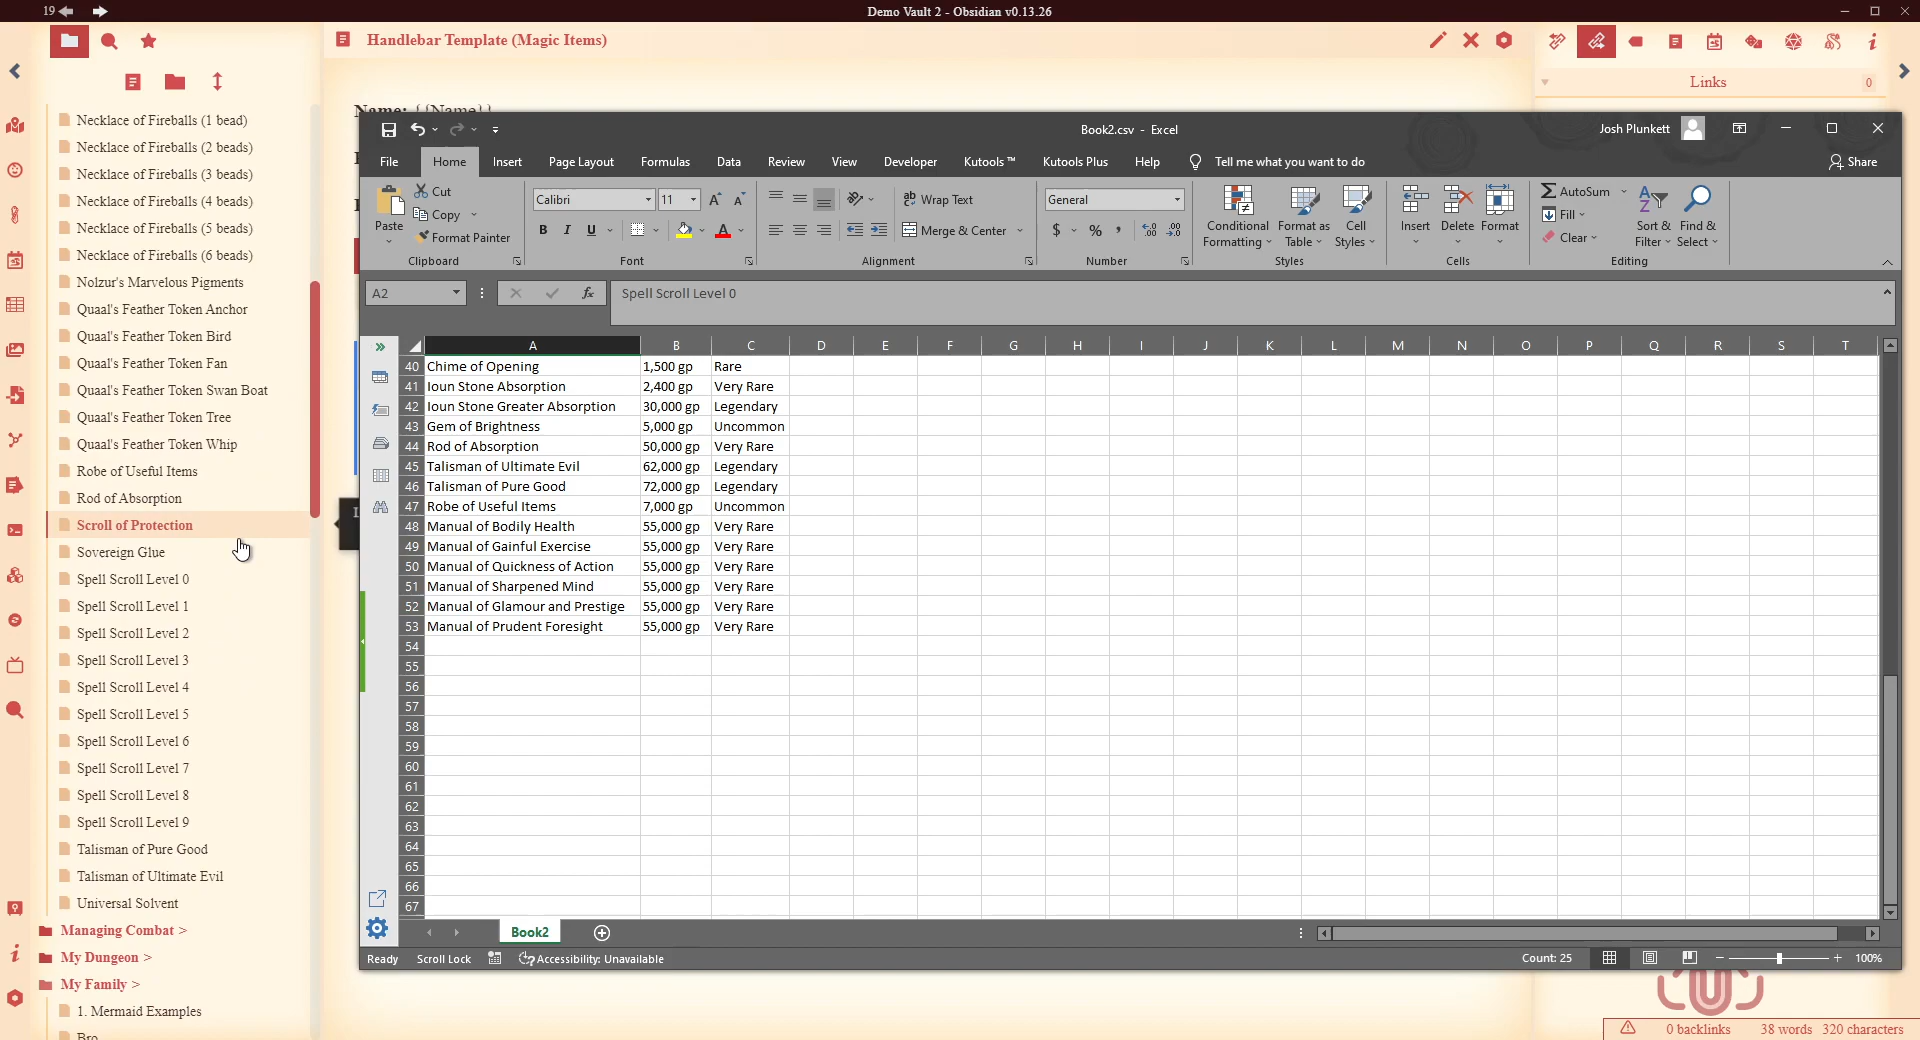 19
Demo Vault 2 - Obsidian v0.13.26
Handlebar Template (Magic Items)
Links
0
Necklace of Fireballs (1 bead)
Necklace of Fireballs (2 beads)
Necklace of Fireballs (3 beads)
Necklace of Fireballs (4 beads)
Necklace of Fireballs (5 beads)
Necklace of Fireballs (6 beads)
Nolzur's Marvelous Pigments
Quaal's Feather Token Anchor
Quaal's Feather Token Bird
Quaal's Feather Token Fan
Quaal's Feather Token Swan Boat
Quaal's Feather Token Tree
Quaal's Feather Token Whip
Robe of Useful Items
Rod of Absorption
Scroll of Protection
Sovereign Glue
Spell Scroll Level 0
Spell Scroll Level 1
Spell Scroll Level 2
Spell Scroll Level 3
Spell Scroll Level 4
Spell Scroll Level 5
Spell Scroll Level 6
Spell Scroll Level 7
Spell Scroll Level 8
Spell Scroll Level 9
Talisman of Pure Good
Talisman of Ultimate Evil
Universal Solvent
Managing Combat >
My Dungeon >
My Family >
1. Mermaid Examples
Bro
Name: {{Name}}
Book2.csv - Excel
Josh Plunkett
File Home Insert Page Layout Formulas Data Review View Developer Kutools™ Kutools Plus Help Tell me what you want to do Share
Paste
Cut
Copy
Format Painter
Clipboard
Calibri 11
B I U
Font
Wrap Text
Merge & Center
Alignment
General
$ % ,
Number
Conditional Formatting
Format as Table
Cell Styles
Styles
Insert Delete Format
Cells
AutoSum
Fill
Clear
Sort & Filter
Find & Select
Editing
A2 fx Spell Scroll Level 0
A B C D E F G H I J K L M N O P Q R S T
40 Chime of Opening 1,500 gp Rare
41 Ioun Stone Absorption 2,400 gp Very Rare
42 Ioun Stone Greater Absorption 30,000 gp Legendary
43 Gem of Brightness 5,000 gp Uncommon
44 Rod of Absorption 50,000 gp Very Rare
45 Talisman of Ultimate Evil 62,000 gp Legendary
46 Talisman of Pure Good 72,000 gp Legendary
47 Robe of Useful Items 7,000 gp Uncommon
48 Manual of Bodily Health 55,000 gp Very Rare
49 Manual of Gainful Exercise 55,000 gp Very Rare
50 Manual of Quickness of Action 55,000 gp Very Rare
51 Manual of Sharpened Mind 55,000 gp Very Rare
52 Manual of Glamour and Prestige 55,000 gp Very Rare
53 Manual of Prudent Foresight 55,000 gp Very Rare
54
55
56
57
58
59
60
61
62
63
64
65
66
67
Book2
Ready Scroll Lock Accessibility: Unavailable Count: 25 100%
0 backlinks 38 words 320 characters